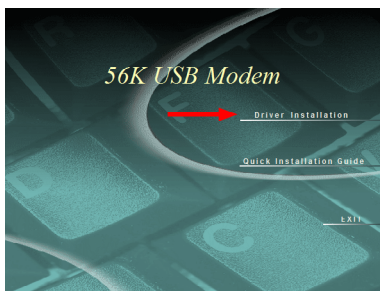 56K USB Modem
Driver Installation
Quick Installation Guide
EXIT
R
G
E
D
C